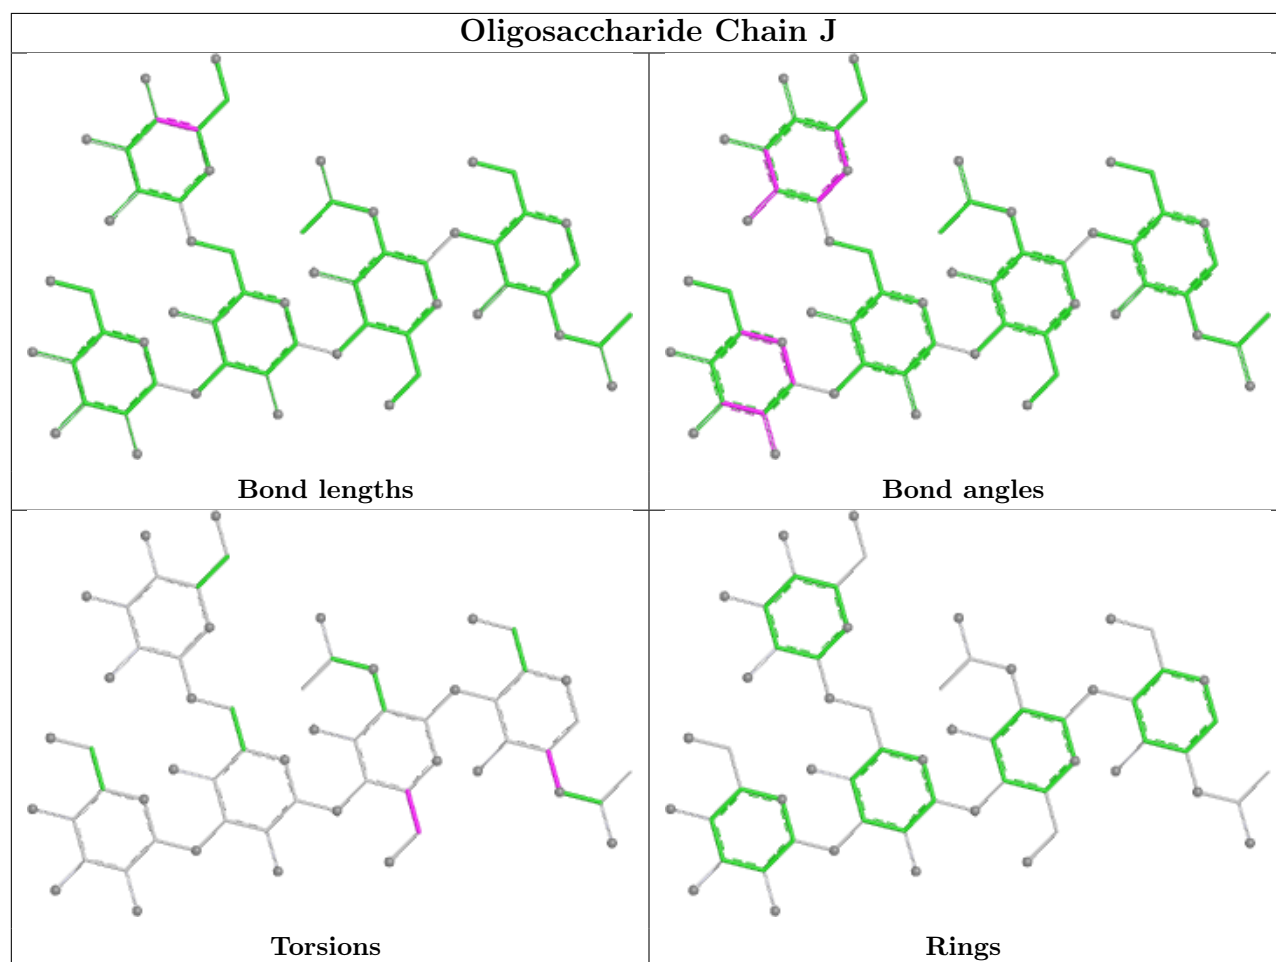 Oligosaccharide Chain J
Bond lengths
Bond angles
Torsions
Rings